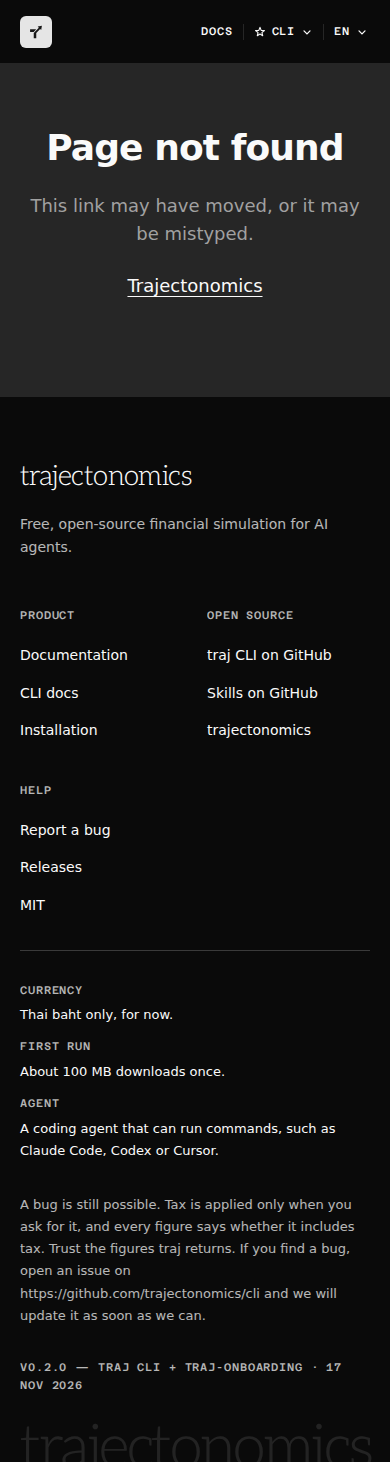 DOCS
CLI
EN
Page not found
This link may have moved, or it may
be mistyped.
Trajectonomics
trajectonomics
Free, open-source financial simulation for AI
agents.
PRODUCT
Documentation
CLI docs
Installation
OPEN SOURCE
traj CLI on GitHub
Skills on GitHub
trajectonomics
HELP
Report a bug
Releases
MIT
CURRENCY
Thai baht only, for now.
FIRST RUN
About 100 MB downloads once.
AGENT
A coding agent that can run commands, such as
Claude Code, Codex or Cursor.
A bug is still possible. Tax is applied only when you
ask for it, and every figure says whether it includes
tax. Trust the figures traj returns. If you find a bug,
open an issue on
https://github.com/trajectonomics/cli and we will
update it as soon as we can.
V0.2.0 — TRAJ CLI + TRAJ-ONBOARDING · 17
NOV 2026
trajectonomics